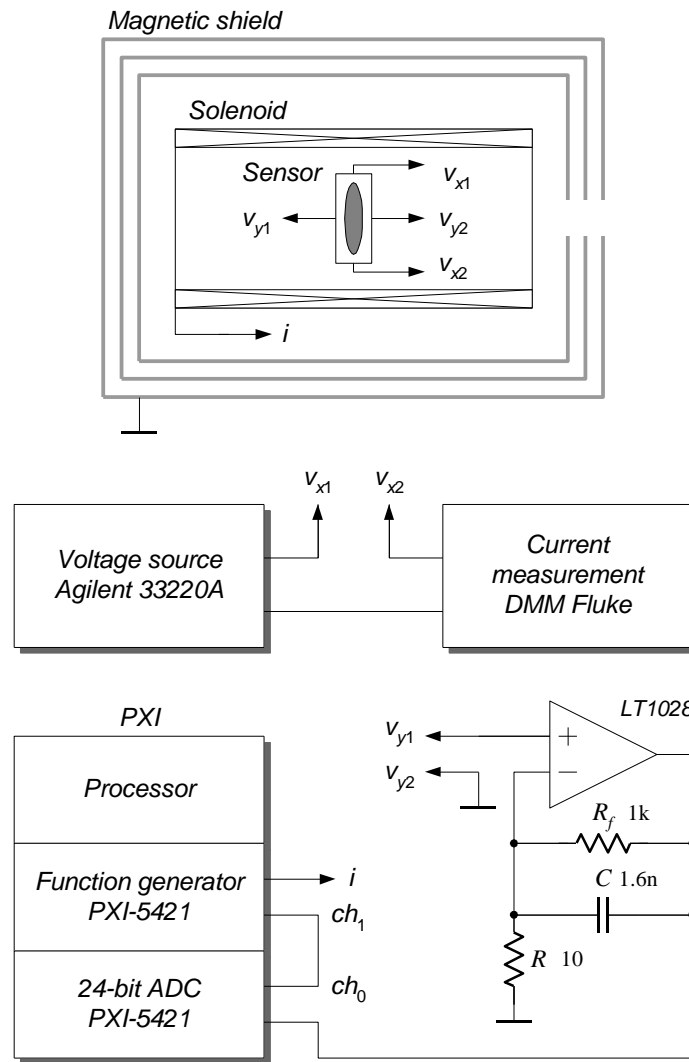 Magnetic shield
Solenoid
Sensor
v_x1
v_y1
v_y2
v_x2
i
v_x1
v_x2
Voltage source
Agilent 33220A
Current
measurement
DMM Fluke
PXI
LT1028
v_y1
+
v_y2
−
Processor
R_f 1k
Function generator
PXI-5421
i
ch_1
C 1.6n
24-bit ADC
PXI-5421
ch_0
R 10